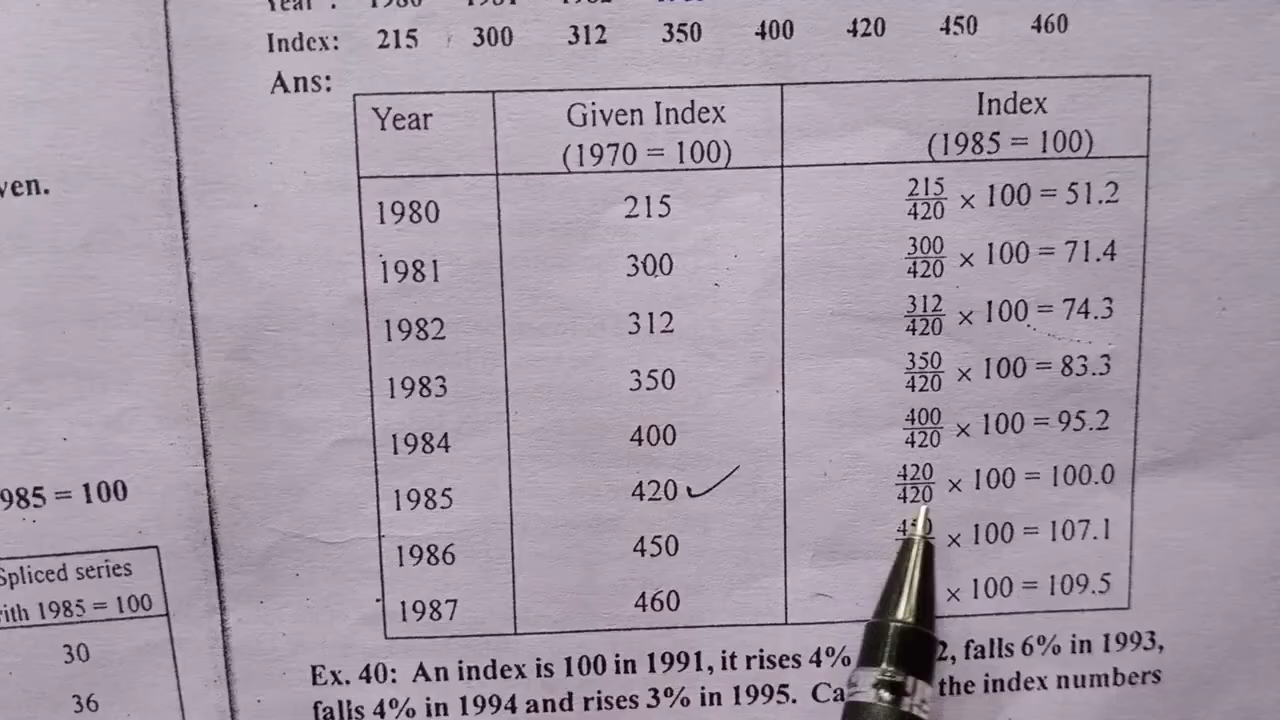 Index: 215 300 312 350 400 420 450 460
Ans:
Year Given Index (1970 = 100) Index (1985 = 100)
1980 215 215/420 × 100 = 51.2
1981 300 300/420 × 100 = 71.4
1982 312 312/420 × 100 = 74.3
1983 350 350/420 × 100 = 83.3
1984 400 400/420 × 100 = 95.2
1985 420 420/420 × 100 = 100.0
1986 450 × 100 = 107.1
1987 460 × 100 = 109.5
Ex. 40: An index is 100 in 1991, it rises 4% 2, falls 6% in 1993,
falls 4% in 1994 and rises 3% in 1995. the index numbers
ven.
985 = 100
Spliced series
with 1985 = 100
30
36